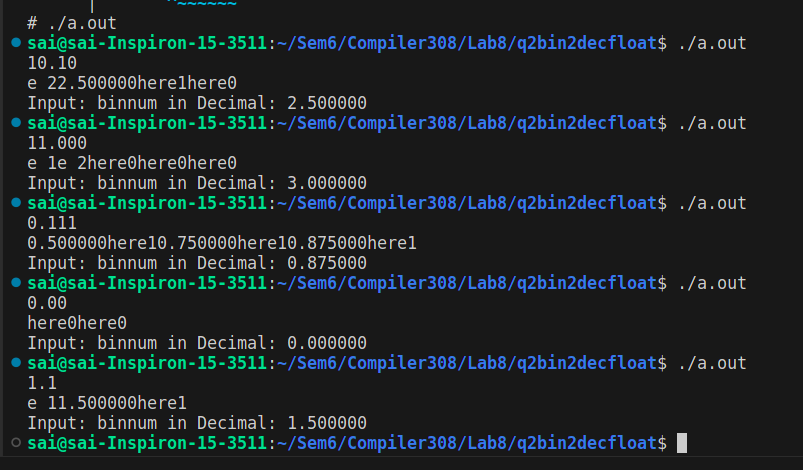 |       ^~~~~~~
# ./a.out
sai@sai-Inspiron-15-3511:~/Sem6/Compiler308/Lab8/q2bin2decfloat$ ./a.out
10.10
e 22.500000here1here0
Input: binnum in Decimal: 2.500000
sai@sai-Inspiron-15-3511:~/Sem6/Compiler308/Lab8/q2bin2decfloat$ ./a.out
11.000
e 1e 2here0here0here0
Input: binnum in Decimal: 3.000000
sai@sai-Inspiron-15-3511:~/Sem6/Compiler308/Lab8/q2bin2decfloat$ ./a.out
0.111
0.500000here10.750000here10.875000here1
Input: binnum in Decimal: 0.875000
sai@sai-Inspiron-15-3511:~/Sem6/Compiler308/Lab8/q2bin2decfloat$ ./a.out
0.00
here0here0
Input: binnum in Decimal: 0.000000
sai@sai-Inspiron-15-3511:~/Sem6/Compiler308/Lab8/q2bin2decfloat$ ./a.out
1.1
e 11.500000here1
Input: binnum in Decimal: 1.500000
sai@sai-Inspiron-15-3511:~/Sem6/Compiler308/Lab8/q2bin2decfloat$